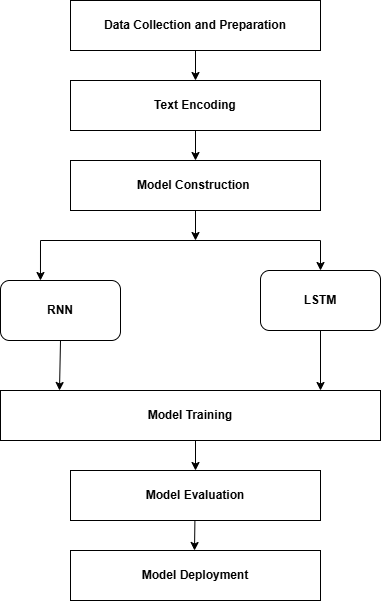 Data Collection and Preparation
Text Encoding
Model Construction
RNN
LSTM
Model Training
Model Evaluation
Model Deployment